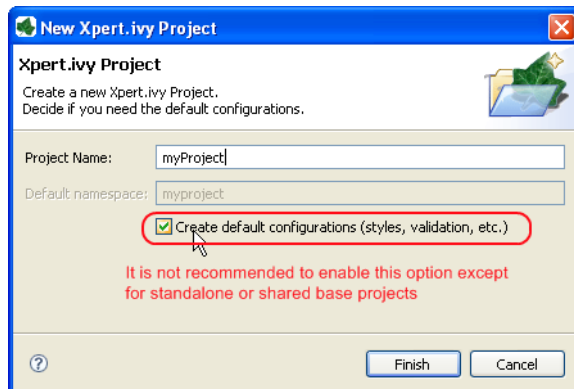 New Xpert.ivy Project
Xpert.ivy Project
Create a new Xpert.ivy Project.
Decide if you need the default configurations.
Project Name: myProject
Default namespace: myproject
Create default configurations (styles, validation, etc.)
It is not recommended to enable this option except
for standalone or shared base projects
? Finish Cancel